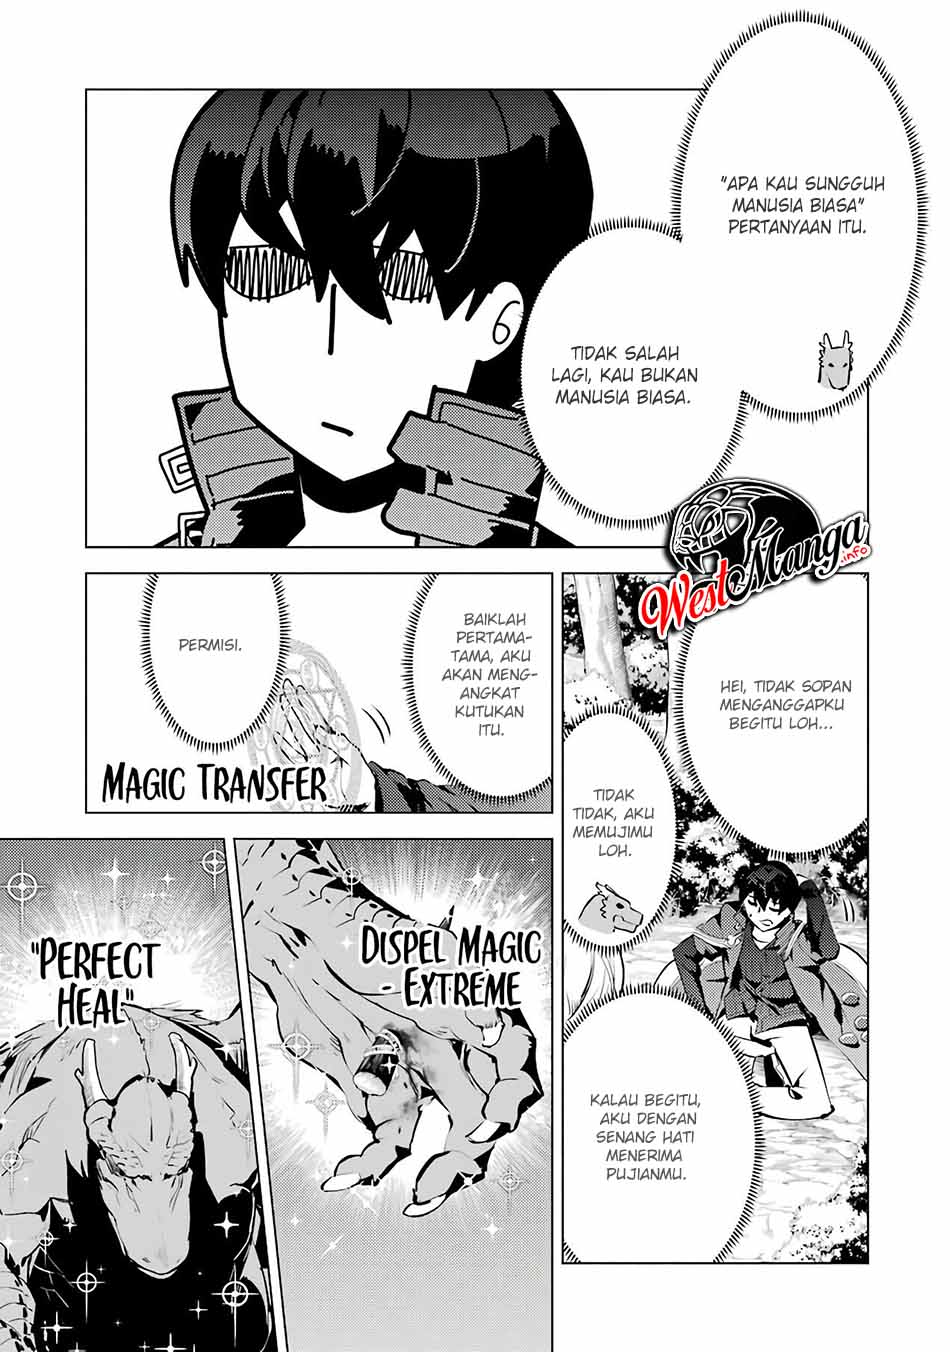 "APA KAU SUNGGUH
MANUSIA BIASA"
PERTANYAAN ITU.
TIDAK SALAH
LAGI, KAU BUKAN
MANUSIA BIASA.
WestManga
.info
HEI, TIDAK SOPAN
MENGANGGAPKU
BEGITU LOH...
TIDAK
TIDAK, AKU
MEMUJIMU
LOH.
KALAU BEGITU,
AKU DENGAN
SENANG HATI
MENERIMA
PUJIANMU.
BAIKLAH
PERTAMA-
TAMA, AKU
AKAN MENG-
ANGKAT
KUTUKAN
ITU.
PERMISI.
MAGIC TRANSFER
DISPEL MAGIC
- EXTREME
"PERFECT
HEAL"